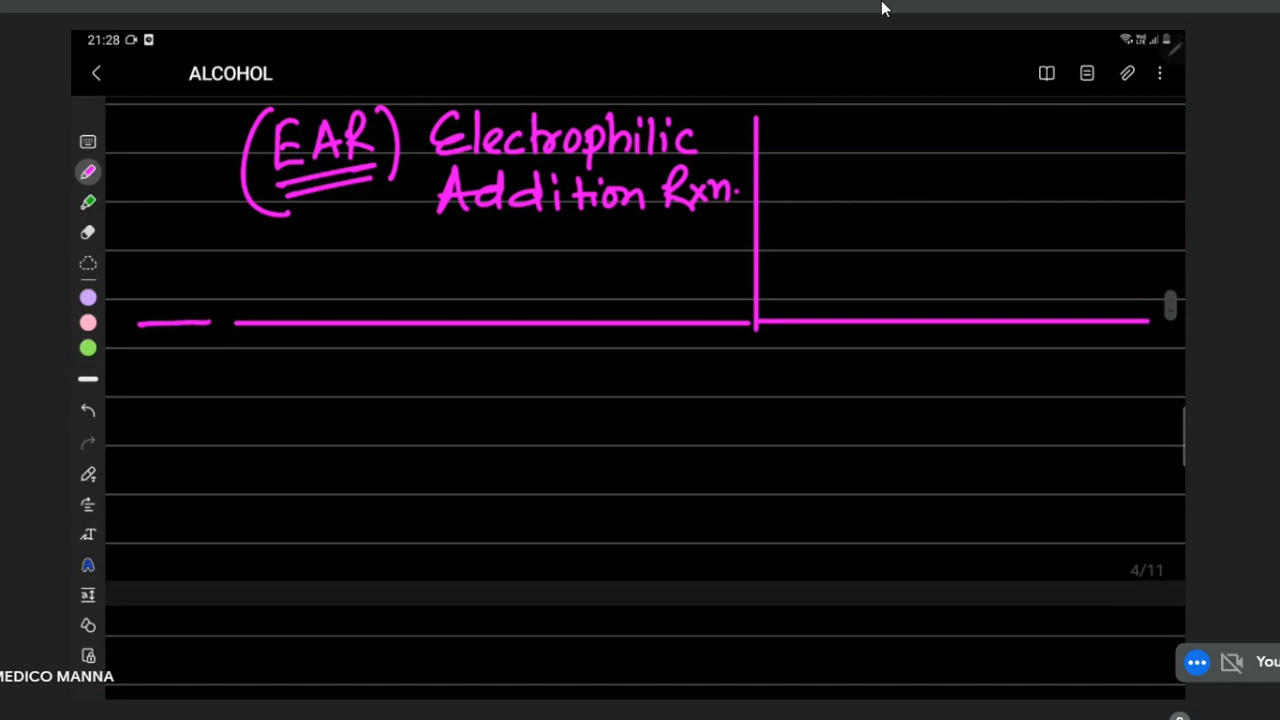 21:28
ALCOHOL
(EAR) Electrophilic
Addition Rxn.
4/11
MEDICO MANNA
You